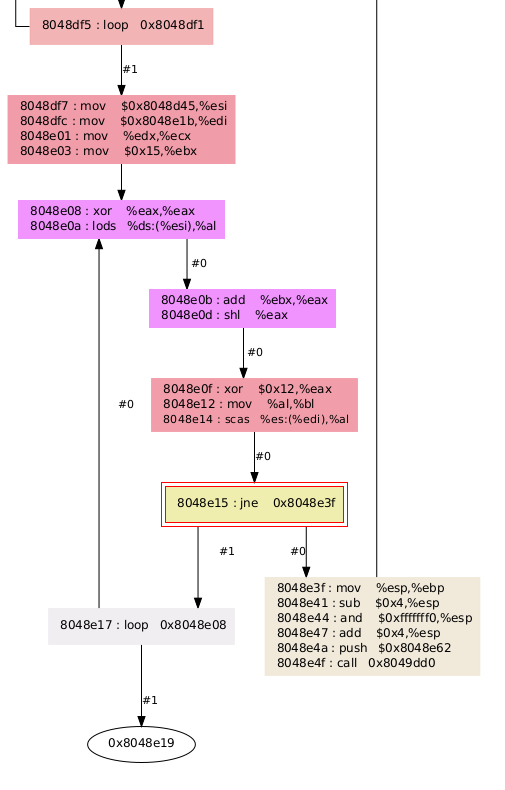 8048df5 : loop 0x8048df1
#1
8048df7 : mov $0x8048d45,%esi
8048dfc : mov $0x8048e1b,%edi
8048e01 : mov %edx,%ecx
8048e03 : mov $0x15,%ebx
8048e08 : xor %eax,%eax
8048e0a : lods %ds:(%esi),%al
#0
8048e0b : add %ebx,%eax
8048e0d : shl %eax
#0
8048e0f : xor $0x12,%eax
8048e12 : mov %al,%bl
8048e14 : scas %es:(%edi),%al
#0
#0
8048e15 : jne 0x8048e3f
#1
#0
8048e3f : mov %esp,%ebp
8048e41 : sub $0x4,%esp
8048e44 : and $0xfffffff0,%esp
8048e47 : add $0x4,%esp
8048e4a : push $0x8048e62
8048e4f : call 0x8049dd0
8048e17 : loop 0x8048e08
#1
0x8048e19